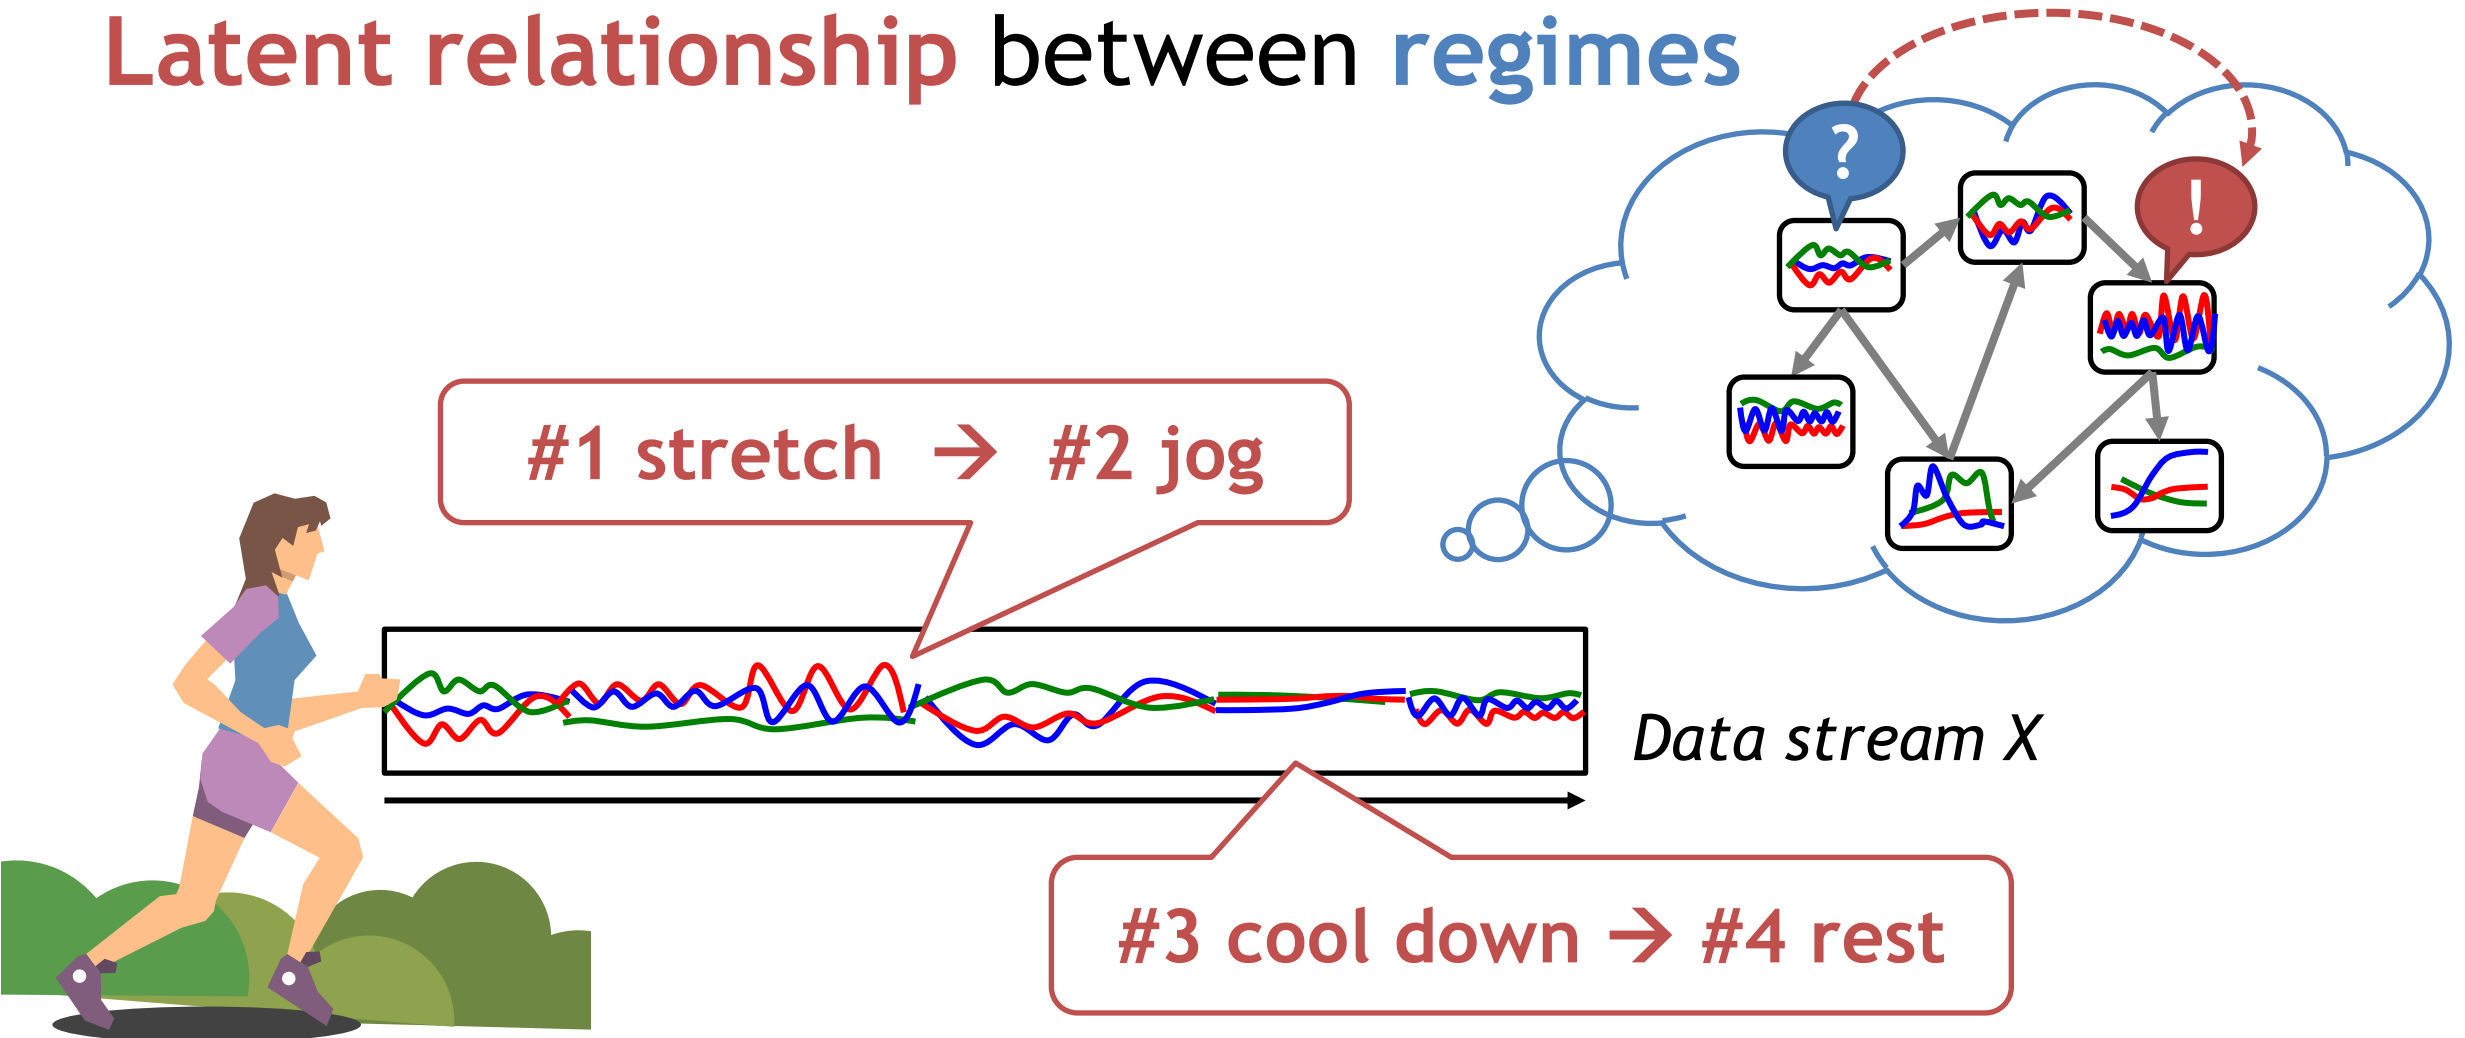 Latent relationship between regimes
?
!
#1 stretch → #2 jog
Data stream X
#3 cool down → #4 rest